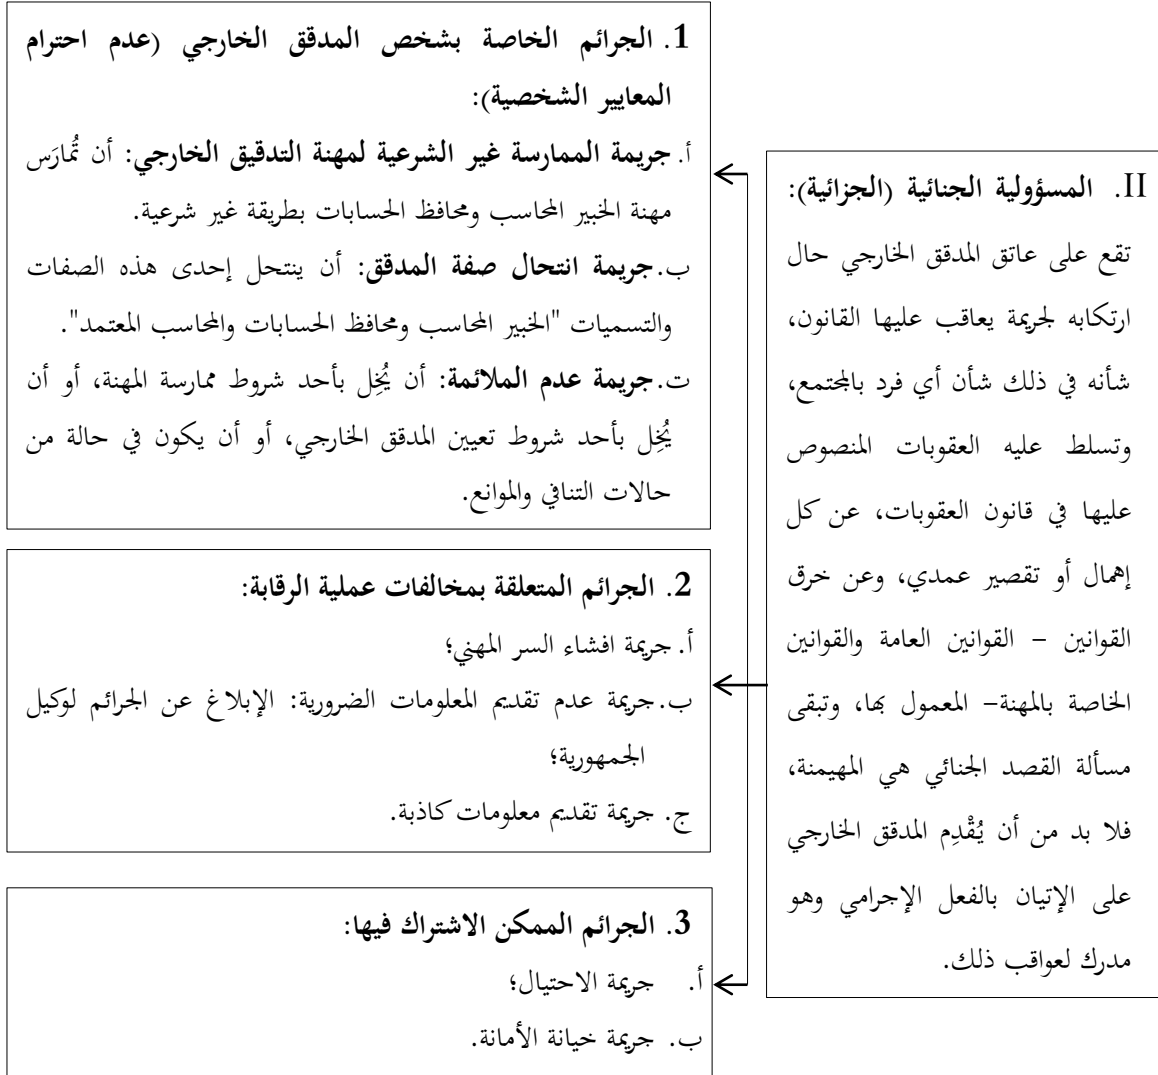 II. المسؤولية الجنائية (الجزائية):
تقع على عاتق المدقق الخارجي حال
ارتكابه لجريمة يعاقب عليها القانون،
شأنه في ذلك شأن أي فرد بالمجتمع،
وتسلط عليه العقوبات المنصوص
عليها في قانون العقوبات، عن كل
إهمال أو تقصير عمدي، وعن خرق
القوانين – القوانين العامة والقوانين
الخاصة بالمهنة– المعمول بها، وتبقى
مسألة القصد الجنائي هي المهيمنة،
فلا بد من أن يُقْدِم المدقق الخارجي
على الإتيان بالفعل الإجرامي وهو
مدرك لعواقب ذلك.
1. الجرائم الخاصة بشخص المدقق الخارجي (عدم احترام
المعايير الشخصية):
أ. جريمة الممارسة غير الشرعية لمهنة التدقيق الخارجي: أن تُمارَس
مهنة الخبير المحاسب ومحافظ الحسابات بطريقة غير شرعية.
ب.جريمة انتحال صفة المدقق: أن ينتحل إحدى هذه الصفات
والتسميات "الخبير المحاسب ومحافظ الحسابات والمحاسب المعتمد".
ت.جريمة عدم الملائمة: أن يُخِل بأحد شروط ممارسة المهنة، أو أن
يُخِل بأحد شروط تعيين المدقق الخارجي، أو أن يكون في حالة من
حالات التنافي والموانع.
2. الجرائم المتعلقة بمخالفات عملية الرقابة:
أ. جريمة افشاء السر المهني؛
ب.جريمة عدم تقديم المعلومات الضرورية: الإبلاغ عن الجرائم لوكيل
الجمهورية؛
ج. جريمة تقديم معلومات كاذبة.
3. الجرائم الممكن الاشتراك فيها:
أ. جريمة الاحتيال؛
ب. جريمة خيانة الأمانة.